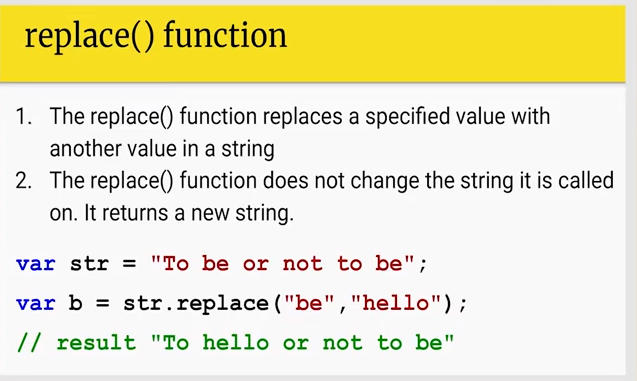 replace() function
1. The replace() function replaces a specified value with
another value in a string
2. The replace() function does not change the string it is called
on. It returns a new string.
var str = "To be or not to be";
var b = str.replace("be","hello");
// result "To hello or not to be"